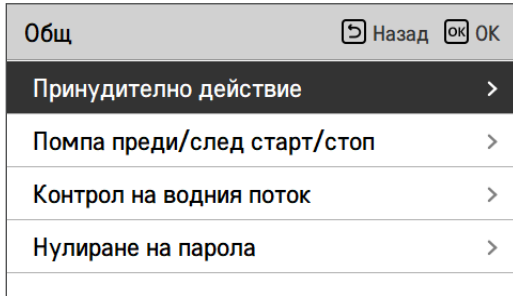 Общ Назад OK OK
Принудително действие
Помпа преди/след старт/стоп
Контрол на водния поток
Нулиране на парола